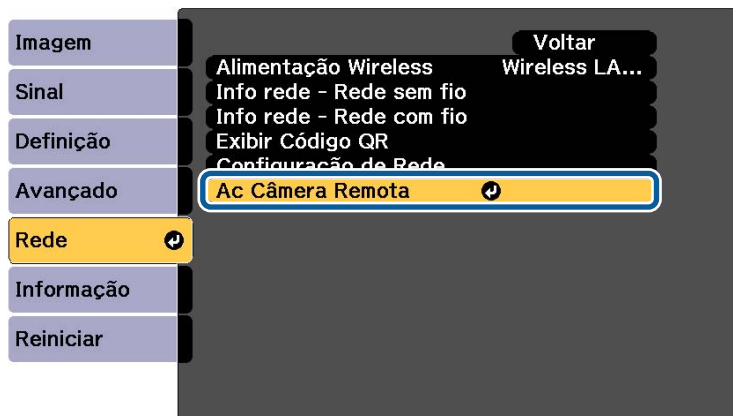 Imagem
Sinal
Definição
Avançado
Rede
Informação
Reiniciar
Voltar
Alimentação Wireless Wireless LA...
Info rede - Rede sem fio
Info rede - Rede com fio
Exibir Código QR
Configuração de Rede
Ac Câmera Remota